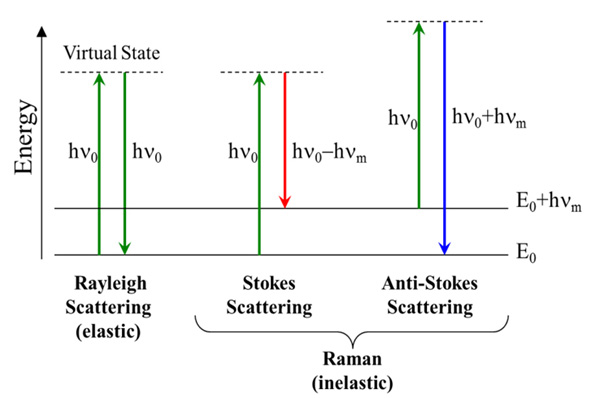 Energy
Virtual State
hν₀
hν₀
hν₀
hν₀–hνₘ
hν₀
hν₀+hνₘ
E₀+hνₘ
E₀
Rayleigh
Scattering
(elastic)
Stokes
Scattering
Anti-Stokes
Scattering
Raman
(inelastic)